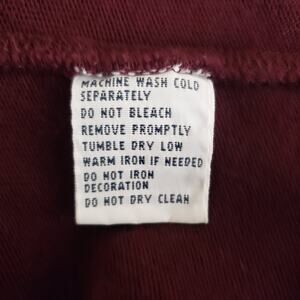 MACHINE WASH COLD
SEPARATELY
DO NOT BLEACH
REMOVE PROMPTLY
TUMBLE DRY LOW
WARM IRON IF NEEDED
DO NOT IRON
DECORATION
DO NOT DRY CLEAN